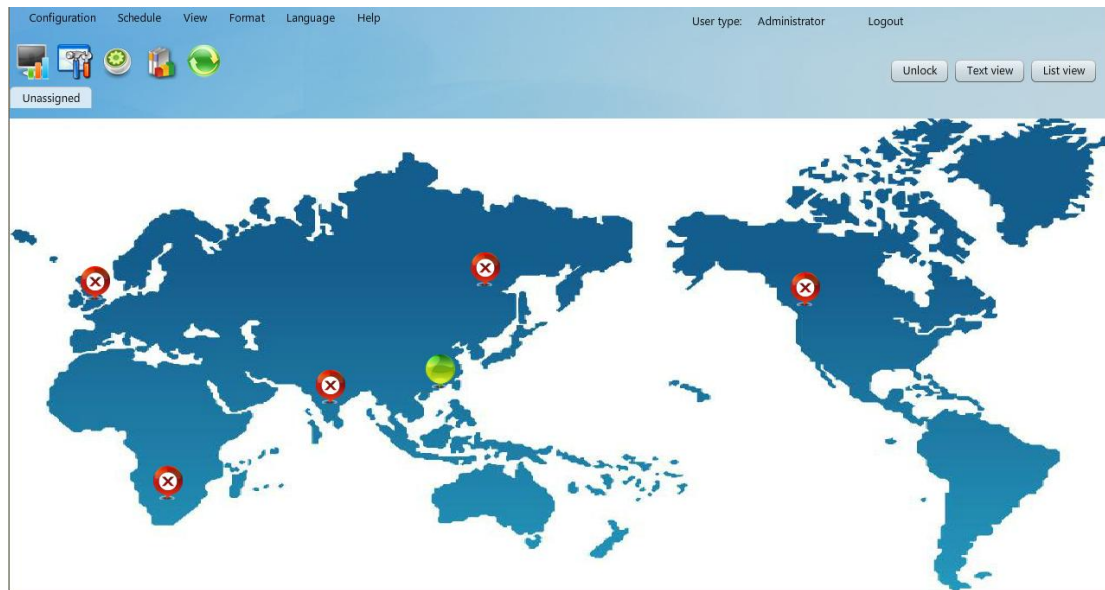 Configuration Schedule View Format Language Help
User type: Administrator Logout
Unlock Text view List view
Unassigned